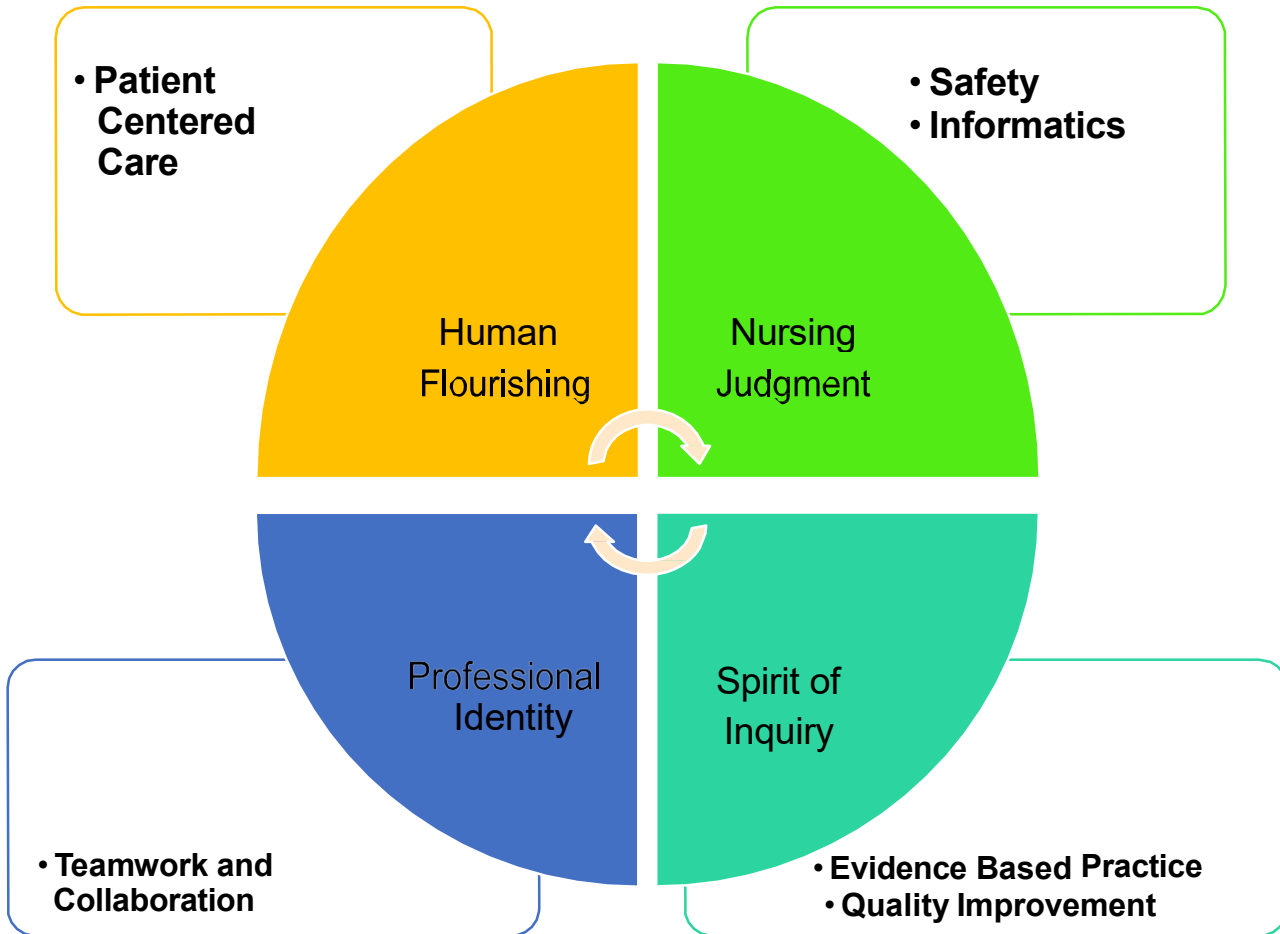 • Patient
Centered
Care
• Safety
• Informatics
Human
Flourishing
Nursing
Judgment
Professional
Identity
Spirit of
Inquiry
• Teamwork and
Collaboration
• Evidence Based Practice
• Quality Improvement